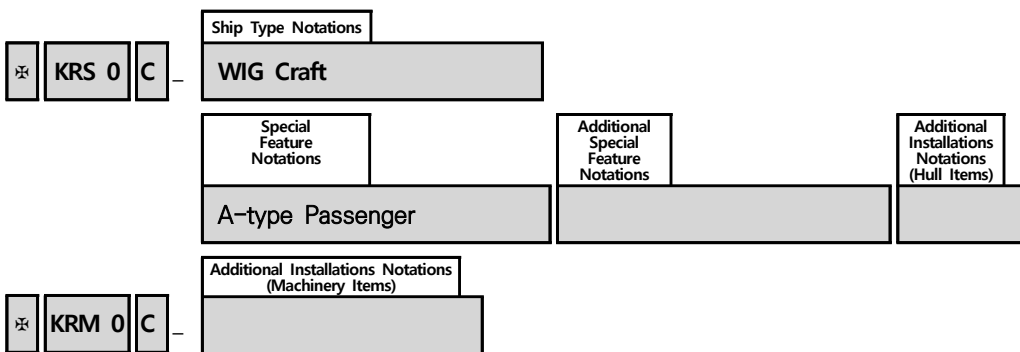 Ship Type Notations
✠ KRS 0 C _ WIG Craft
Special
Feature
Notations
Additional
Special
Feature
Notations
Additional
Installations
Notations
(Hull Items)
A-type Passenger
Additional Installations Notations
(Machinery Items)
✠ KRM 0 C _